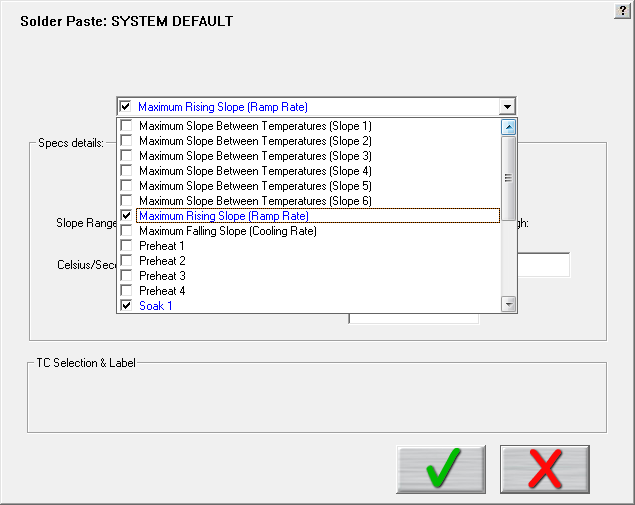 ?
Solder Paste: SYSTEM DEFAULT
Maximum Rising Slope (Ramp Rate)
Specs details:
Maximum Slope Between Temperatures (Slope 1)
Maximum Slope Between Temperatures (Slope 2)
Maximum Slope Between Temperatures (Slope 3)
Maximum Slope Between Temperatures (Slope 4)
Maximum Slope Between Temperatures (Slope 5)
Maximum Slope Between Temperatures (Slope 6)
Maximum Rising Slope (Ramp Rate)
Slope Range
Maximum Falling Slope (Cooling Rate)
Preheat 1
Preheat 2
Celsius/Seco
Preheat 3
Preheat 4
Soak 1
TC Selection & Label